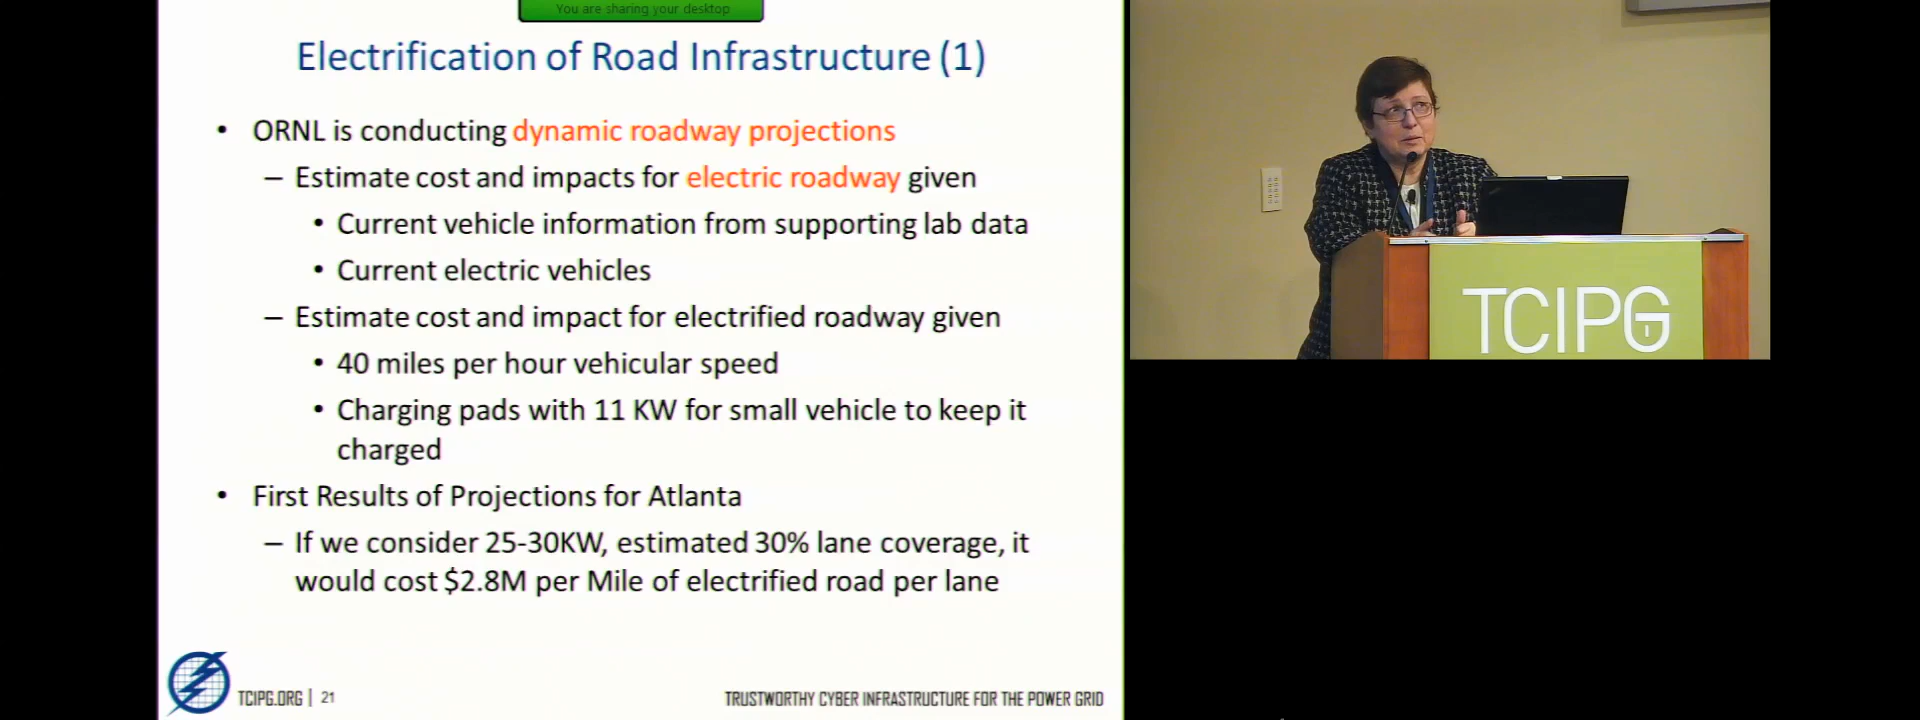 You are sharing your desktop
Electrification of Road Infrastructure (1)
• ORNL is conducting dynamic roadway projections
– Estimate cost and impacts for electric roadway given
• Current vehicle information from supporting lab data
• Current electric vehicles
– Estimate cost and impact for electrified roadway given
• 40 miles per hour vehicular speed
• Charging pads with 11 KW for small vehicle to keep it
charged
• First Results of Projections for Atlanta
– If we consider 25-30KW, estimated 30% lane coverage, it
would cost $2.8M per Mile of electrified road per lane
TCIPG.ORG | 21
TRUSTWORTHY CYBER INFRASTRUCTURE FOR THE POWER GRID
TCIPG